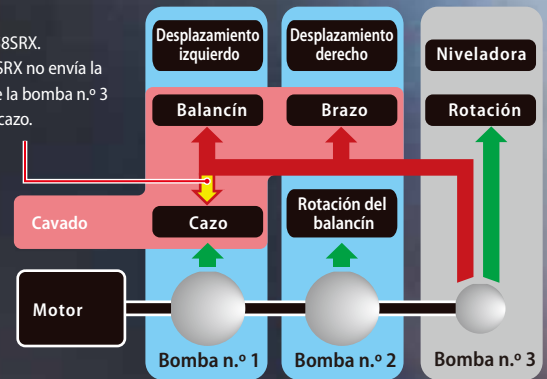 8SRX.
SRX no envía la
la bomba n.º 3
cazo.
Desplazamiento
izquierdo
Desplazamiento
derecho
Niveladora
Balancín
Brazo
Rotación
Cavado
Cazo
Rotación del
balancín
Motor
Bomba n.º 1
Bomba n.º 2
Bomba n.º 3